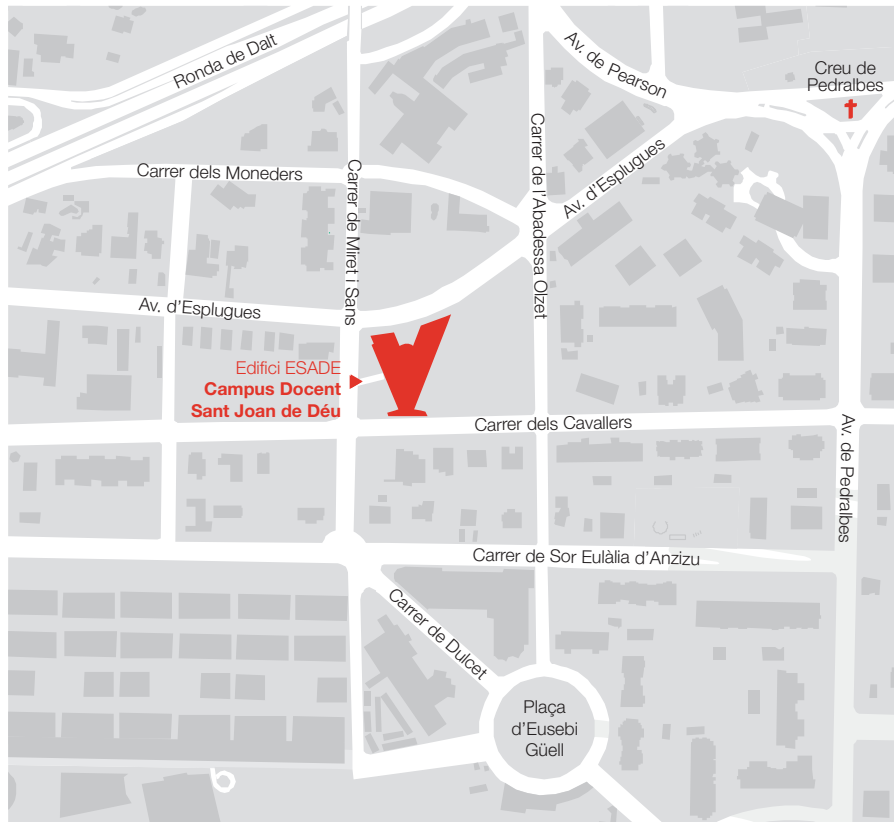 Ronda de Dalt
Av. de Pearson
Creu de
Pedralbes
Carrer dels Moneders
Carrer de Miret i Sans
Carrer de l'Abadessa Olzet
Av. d'Esplugues
Av. d'Esplugues
Edifici ESADE
Campus Docent
Sant Joan de Déu
Carrer dels Cavallers
Av. de Pedralbes
Carrer de Sor Eulàlia d'Anzizu
Carrer de Dulcet
Plaça
d'Eusebi
Güell